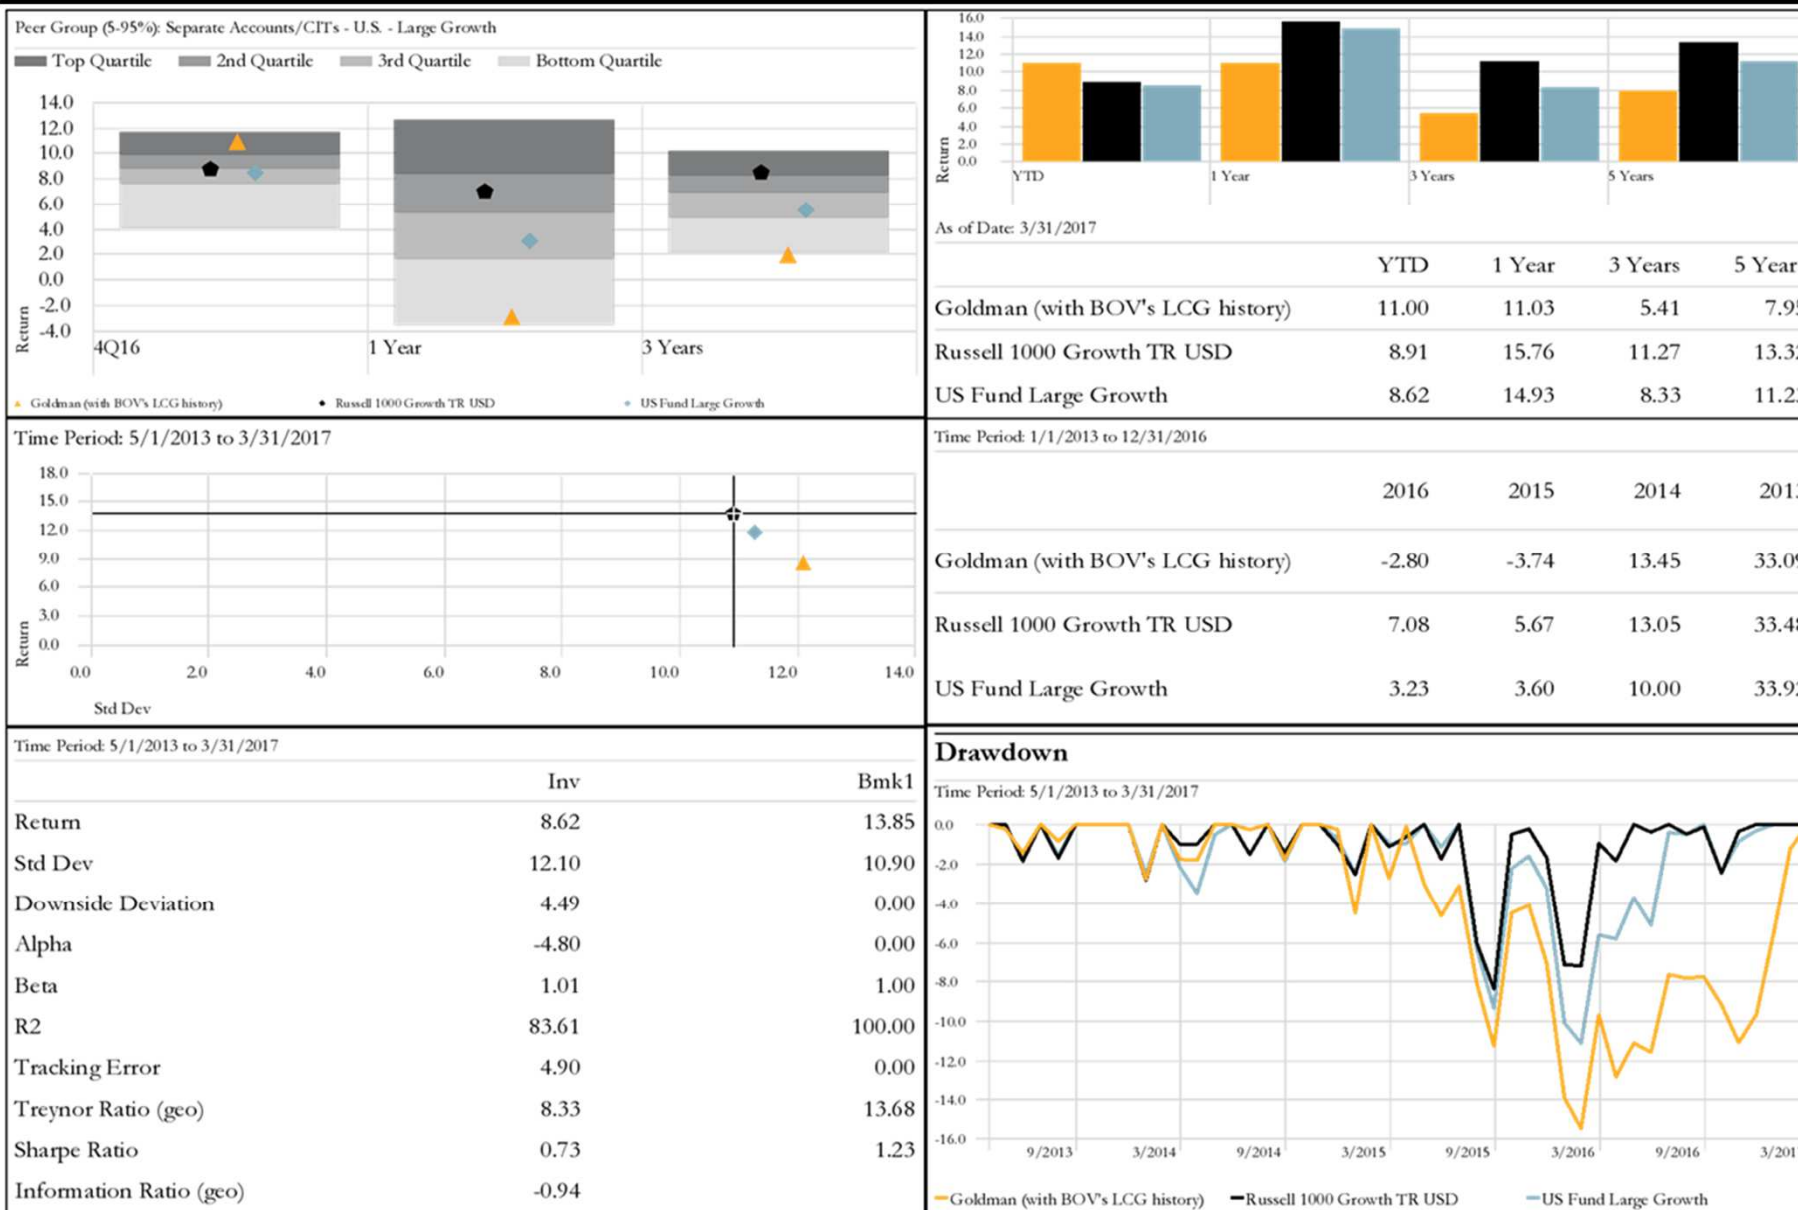 Peer Group (5-95%): Separate Accounts/CITs - U.S. - Large Growth
Top Quartile 2nd Quartile 3rd Quartile Bottom Quartile
14.0
12.0
10.0
8.0
6.0
4.0
2.0
0.0
-2.0
-4.0
Return
4Q16 1 Year 3 Years
Goldman (with BOV's LCG history) Russell 1000 Growth TR USD US Fund Large Growth
16.0
14.0
12.0
10.0
8.0
6.0
4.0
2.0
0.0
Return
YTD 1 Year 3 Years 5 Years
As of Date: 3/31/2017
YTD 1 Year 3 Years 5 Year
Goldman (with BOV's LCG history) 11.00 11.03 5.41 7.95
Russell 1000 Growth TR USD 8.91 15.76 11.27 13.32
US Fund Large Growth 8.62 14.93 8.33
Time Period: 5/1/2013 to 3/31/2017
18.0
15.0
12.0
9.0
6.0
3.0
0.0
Return
0.0 2.0 4.0 6.0 8.0 10.0 12.0 14.0
Std Dev
Time Period: 1/1/2013 to 12/31/2016
2016 2015 2014 2013
Goldman (with BOV's LCG history) -2.80 -3.74 13.45 33.09
Russell 1000 Growth TR USD 7.08 5.67 13.05 33.48
US Fund Large Growth 3.23 3.60 10.00 33.92
Time Period: 5/1/2013 to 3/31/2017
Inv Bmk1
Return 8.62 13.85
Std Dev 12.10 10.90
Downside Deviation 4.49 0.00
Alpha -4.80 0.00
Beta 1.01 1.00
R2 83.61 100.00
Tracking Error 4.90 0.00
Treynor Ratio (geo) 8.33 13.68
Sharpe Ratio 0.73 1.23
Information Ratio (geo) -0.94
Drawdown
Time Period: 5/1/2013 to 3/31/2017
0.0
-2.0
-4.0
-6.0
-8.0
-10.0
-12.0
-14.0
-16.0
9/2013 3/2014 9/2014 3/2015 9/2015 3/2016 9/2016 3/201
Goldman (with BOV's LCG history) Russell 1000 Growth TR USD US Fund Large Growth